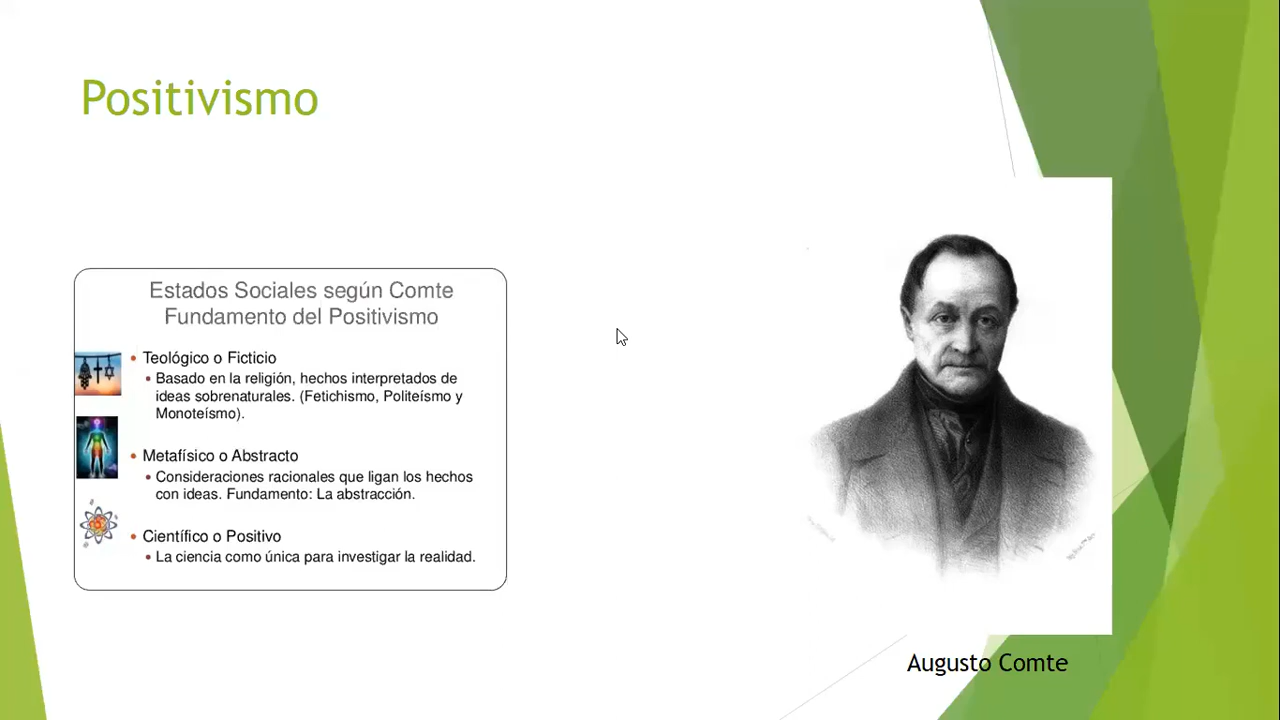 Positivismo
Estados Sociales según Comte
Fundamento del Positivismo
• Teológico o Ficticio
• Basado en la religión, hechos interpretados de
ideas sobrenaturales. (Fetichismo, Politeísmo y
Monoteísmo).
• Metafísico o Abstracto
• Consideraciones racionales que ligan los hechos
con ideas. Fundamento: La abstracción.
• Científico o Positivo
• La ciencia como única para investigar la realidad.
Augusto Comte